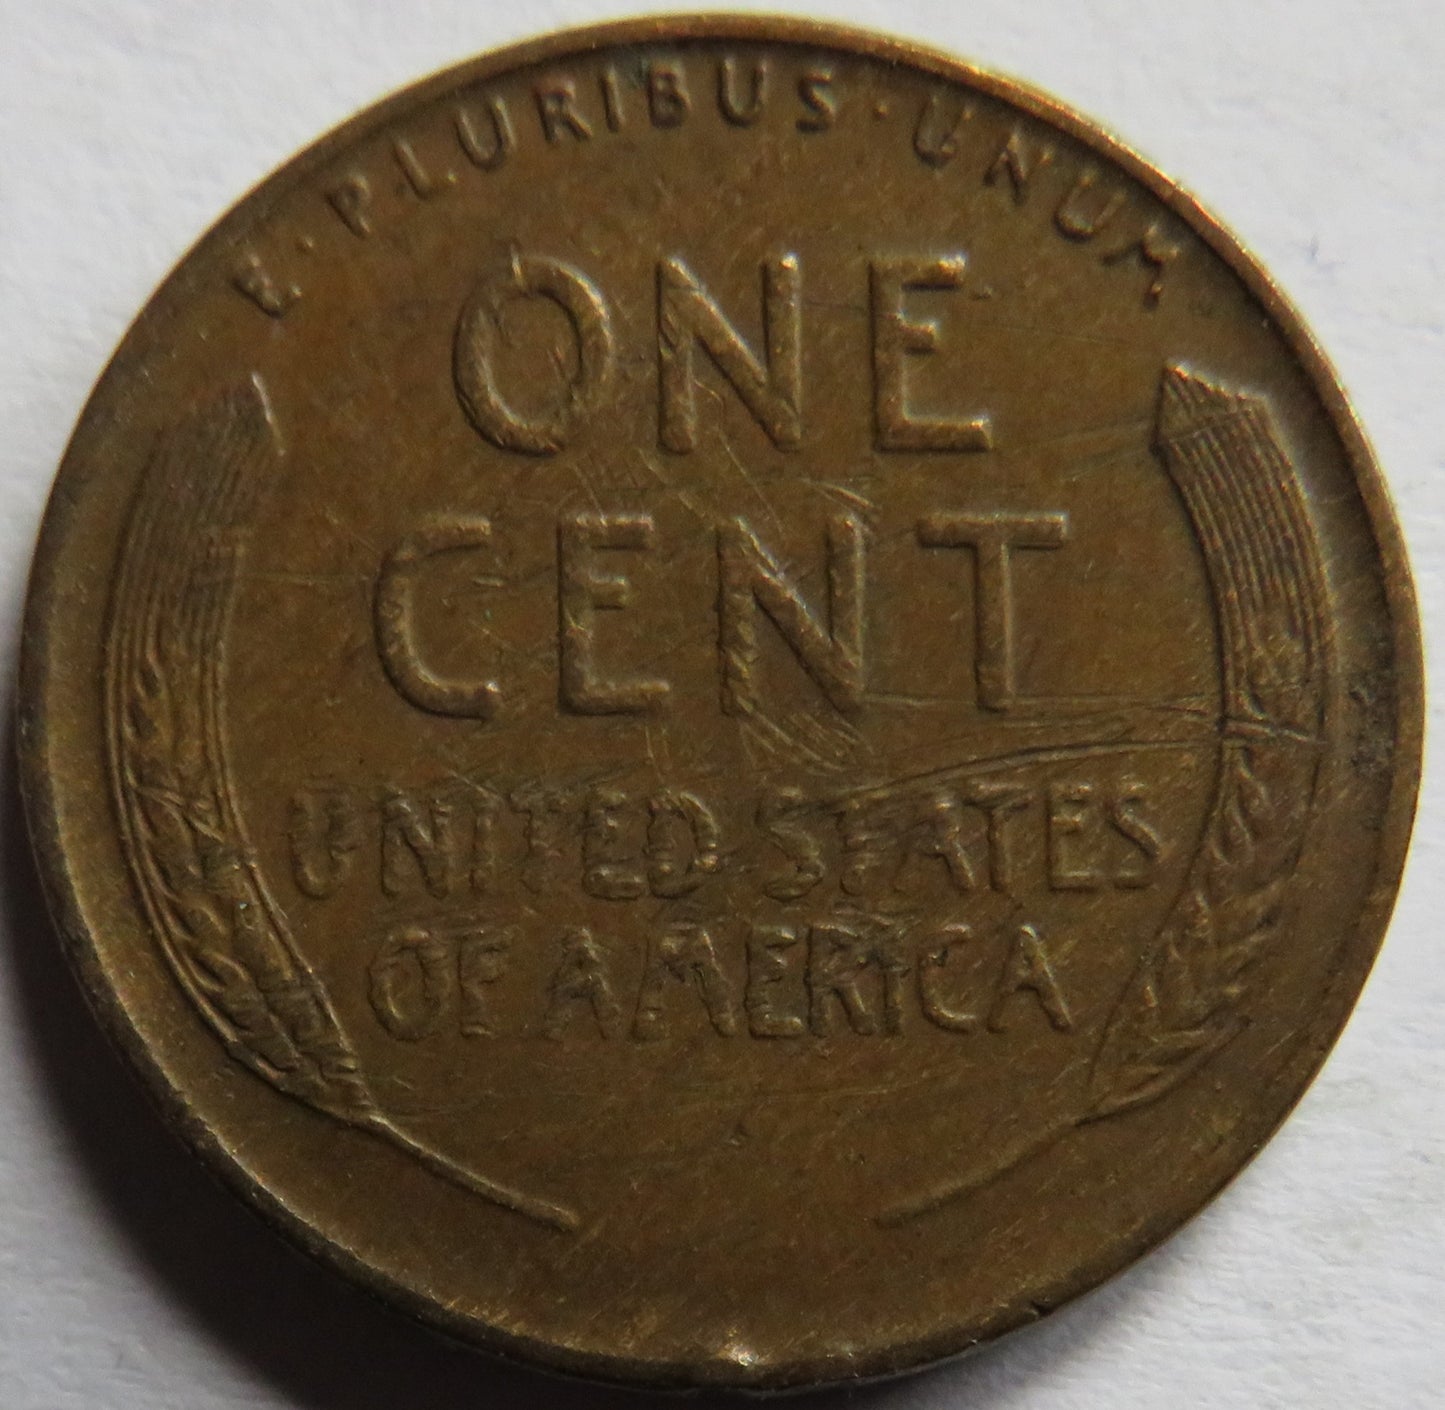 E · PLURIBUS · UNUM
ONE
CENT
UNITED STATES
OF AMERICA